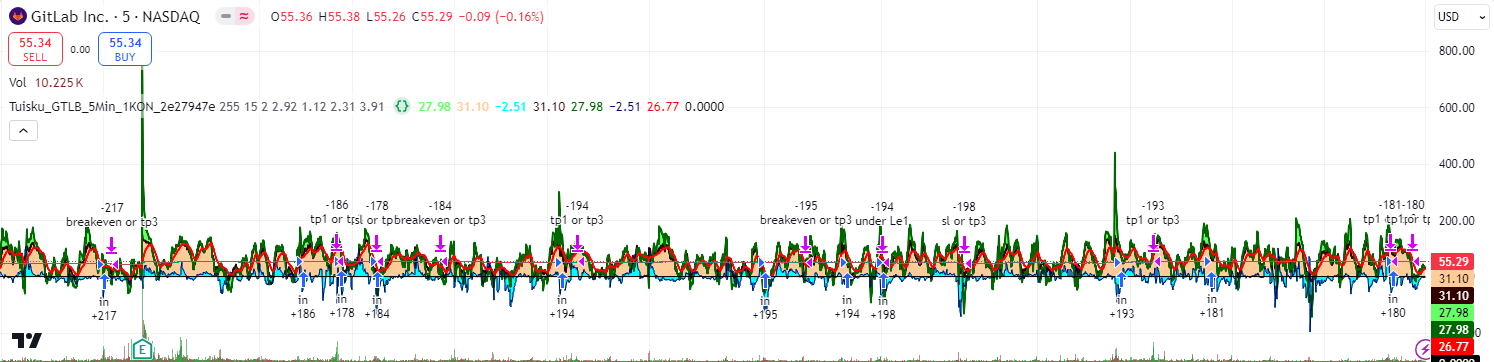 GitLab Inc. · 5 · NASDAQ O55.36 H55.38 L55.26 C55.29 −0.09 (−0.16%)
USD
55.34 SELL
0.00
55.34 BUY
Vol 10.225K
Tuisku_GTLB_5Min_1KON_2e27947e 255 15 2 2.92 1.12 2.31 3.91 27.98 31.10 −2.51 31.10 27.98 −2.51 26.77 0.0000
800.00
600.00
400.00
200.00
-217
breakeven or tp3
-186
tp1 or
-178
sl or tp
-184
breakeven or tp3
-194
tp1 or tp3
-195
breakeven or tp3
-194
under Le1
-198
sl or tp3
-193
tp1 or tp3
-181
-180
tp1
55.29
31.10
31.10
27.98
27.98
26.77
in
+217
in
+186
in
+178
in
+184
in
+194
in
+195
in
+194
in
+198
in
+193
in
+181
in
+180
E